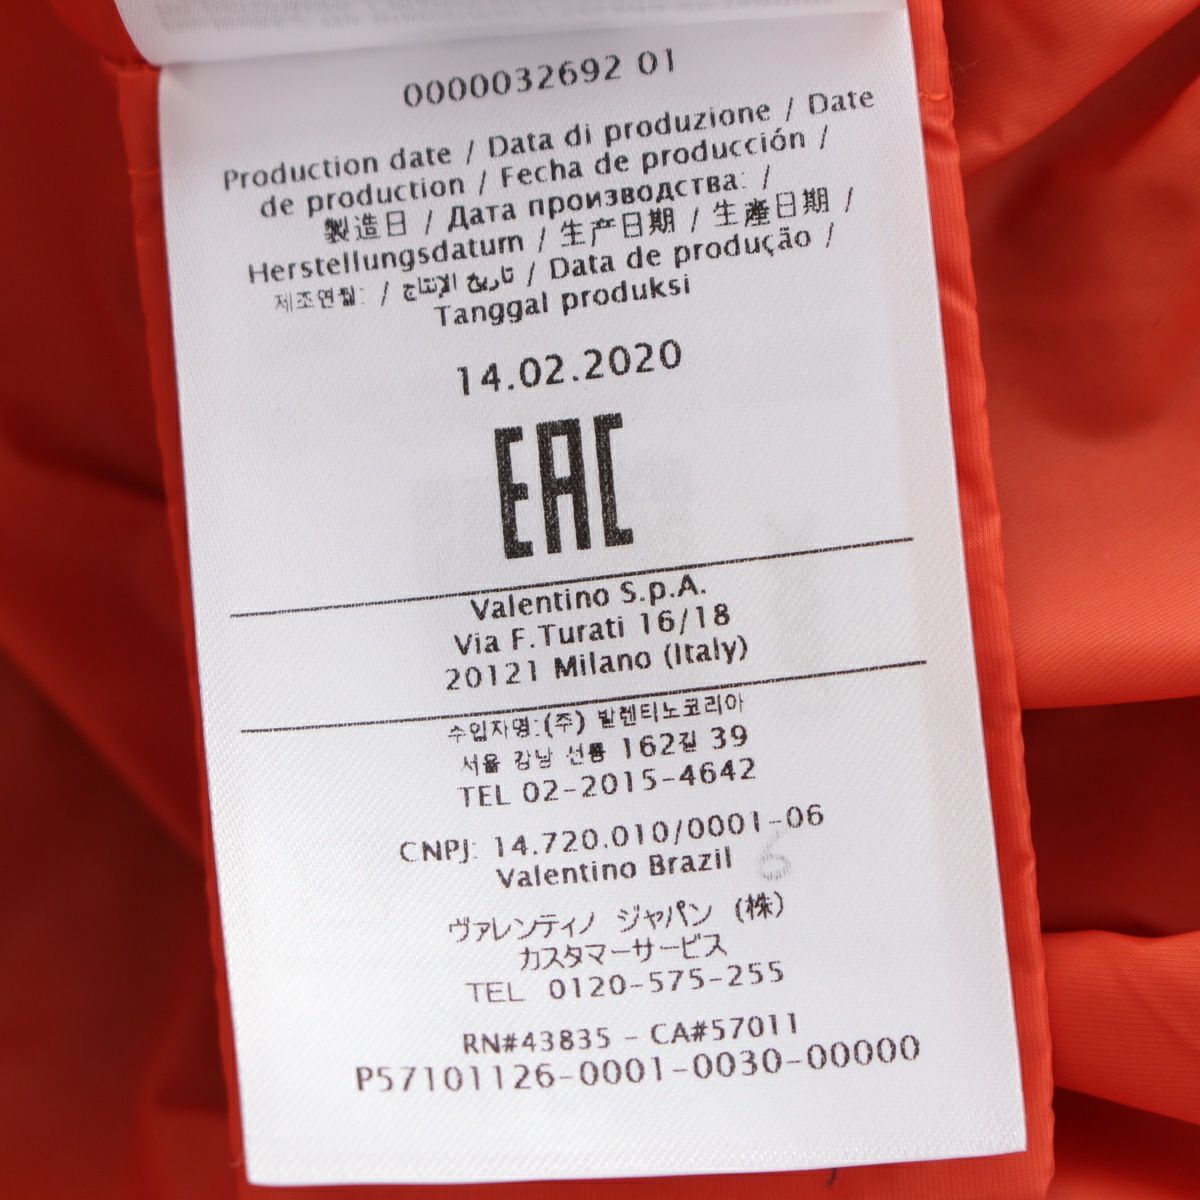 0000032692 01
Production date / Data di produzione / Date
de production / Fecha de producción /
製造日 / Дата производства: /
Herstellungsdatum / 生产日期 / 生產日期 /
제조연월: / تاريخ الإنتاج / Data de produção /
Tanggal produksi
14.02.2020
EAC
Valentino S.p.A.
Via F.Turati 16/18
20121 Milano (Italy)
수입자명:(주) 발렌티노코리아
서울 강남 선릉 162길 39
TEL 02-2015-4642
CNPJ: 14.720.010/0001-06
Valentino Brazil
ヴァレンティノ ジャパン (株)
カスタマーサービス
TEL 0120-575-255
RN#43835 - CA#57011
P57101126-0001-0030-00000